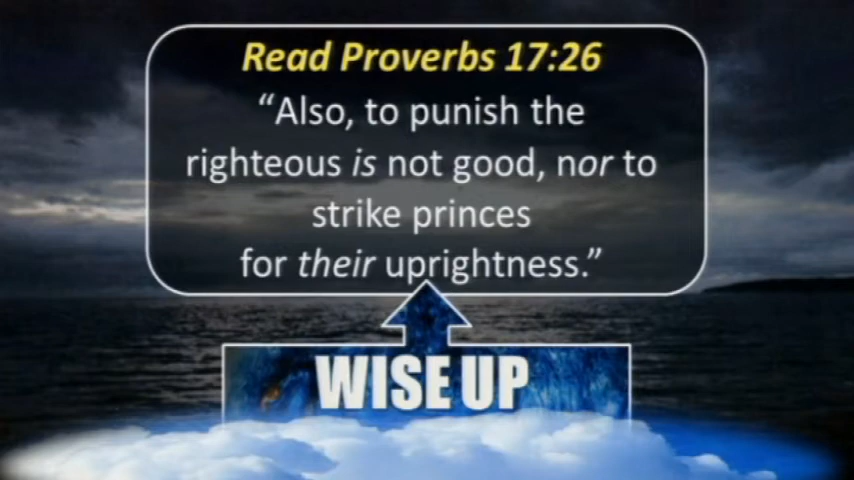 Read Proverbs 17:26
“Also, to punish the
righteous is not good, nor to
strike princes
for their uprightness.”
WISE UP